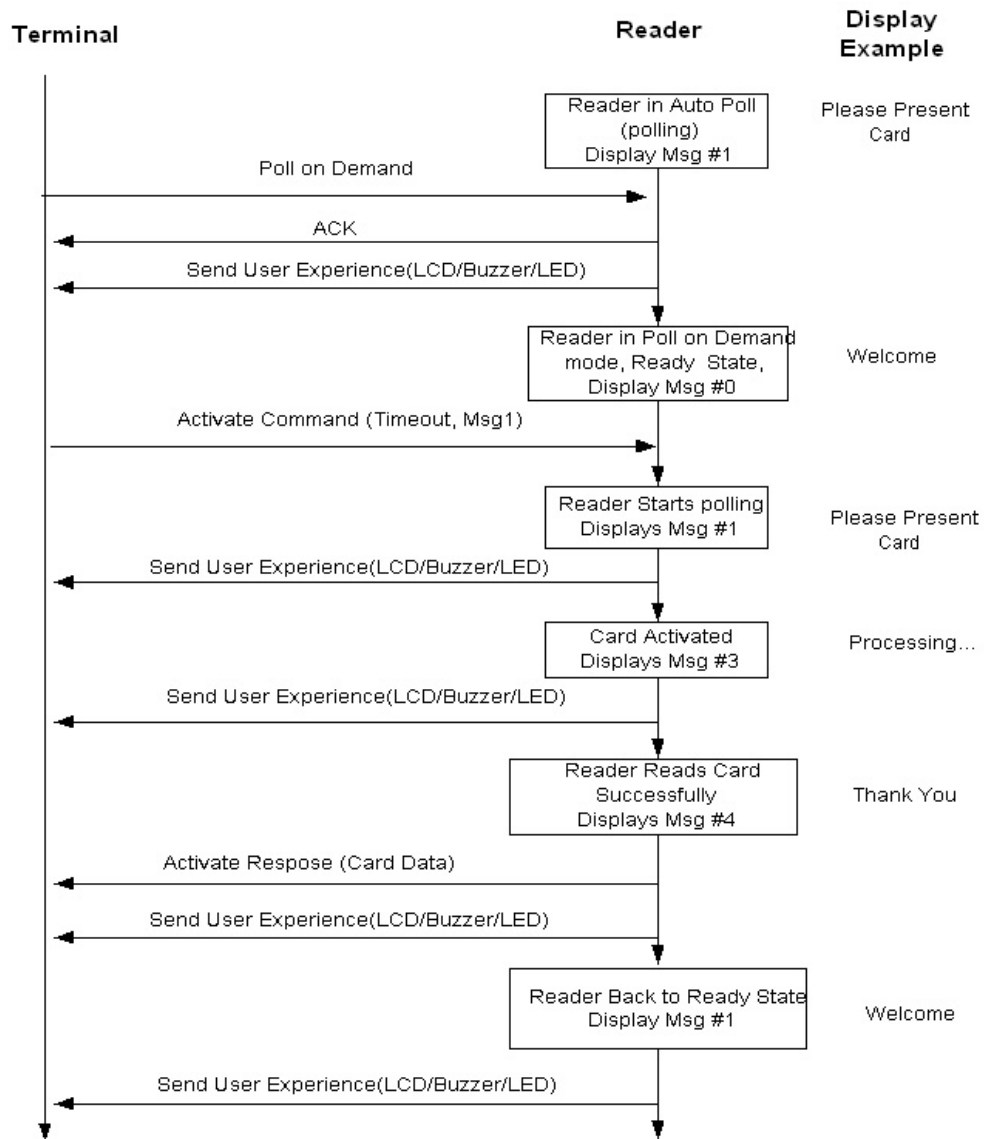 Terminal
Reader
Display
Example
Reader in Auto Poll
(polling)
Display Msg #1
Please Present
Card
Poll on Demand
ACK
Send User Experience(LCD/Buzzer/LED)
Reader in Poll on Demand
mode, Ready State,
Display Msg #0
Welcome
Activate Command (Timeout, Msg1)
Reader Starts polling
Displays Msg #1
Please Present
Card
Send User Experience(LCD/Buzzer/LED)
Card Activated
Displays Msg #3
Processing...
Send User Experience(LCD/Buzzer/LED)
Reader Reads Card
Successfully
Displays Msg #4
Thank You
Activate Respose (Card Data)
Send User Experience(LCD/Buzzer/LED)
Reader Back to Ready State
Display Msg #1
Welcome
Send User Experience(LCD/Buzzer/LED)